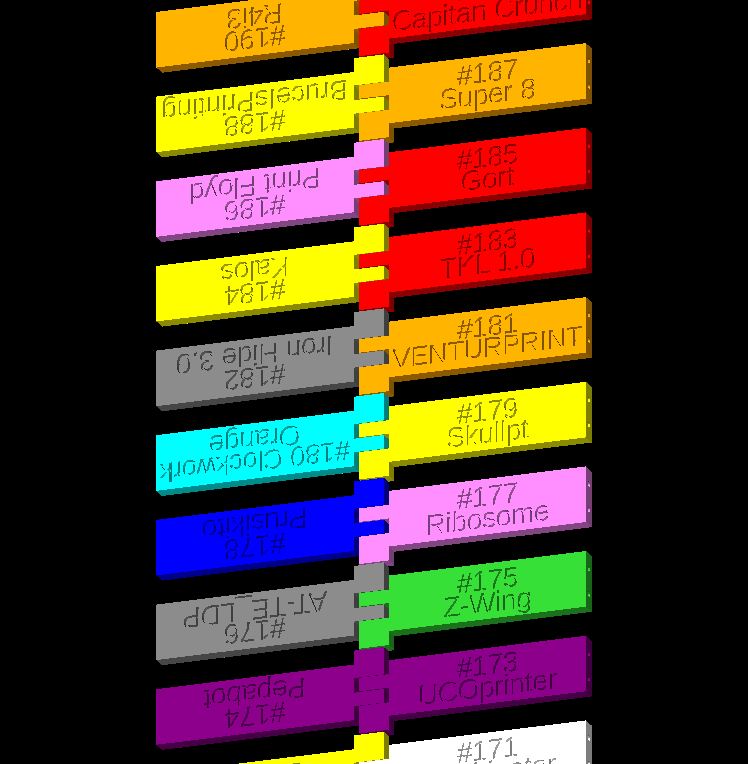 Capitan Crunch
#190
R4i3
#187
Super 8
#188
BrucelsPrinting
#185
Gort
#186
Print Floyd
#183
TKL 1.0
#184
Kalos
#181
VENTURPRINT
#182
Iron Hide 3.0
#179
Skullpt
#180 Clockwork
Orange
#177
Ribosome
#178
Prusikito
#175
Z-Wing
#176
AT-TE_LDP
#173
UCOprinter
#174
Pepabot
#171